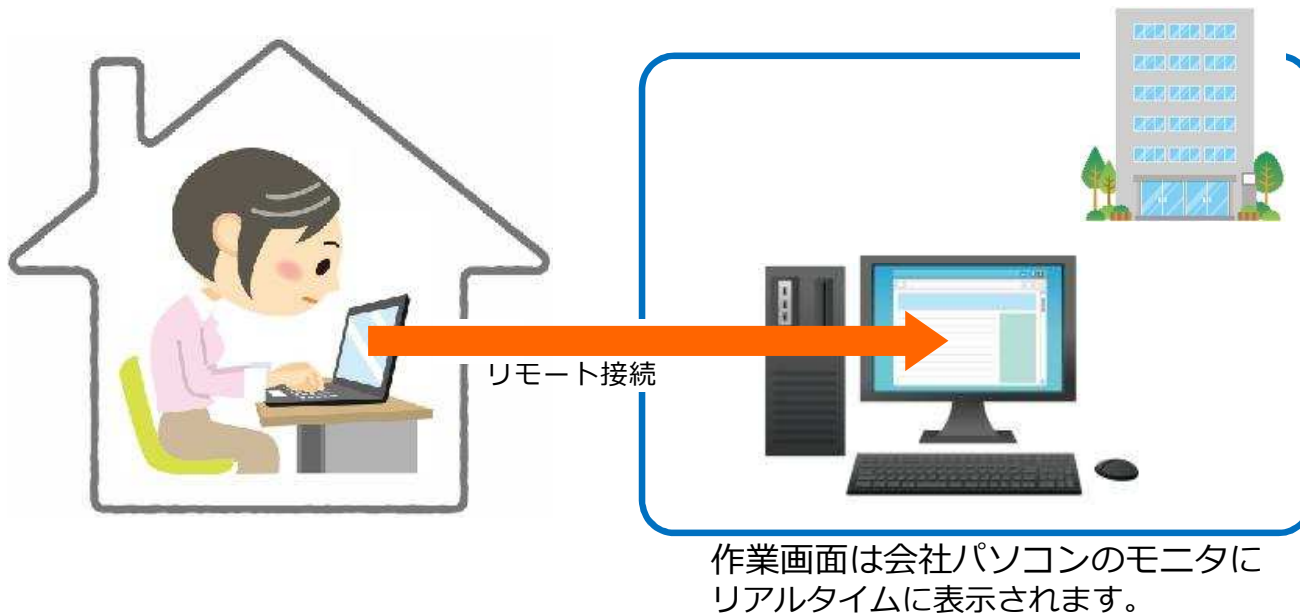 リモート接続
作業画面は会社パソコンのモニタに
リアルタイムに表示されます。